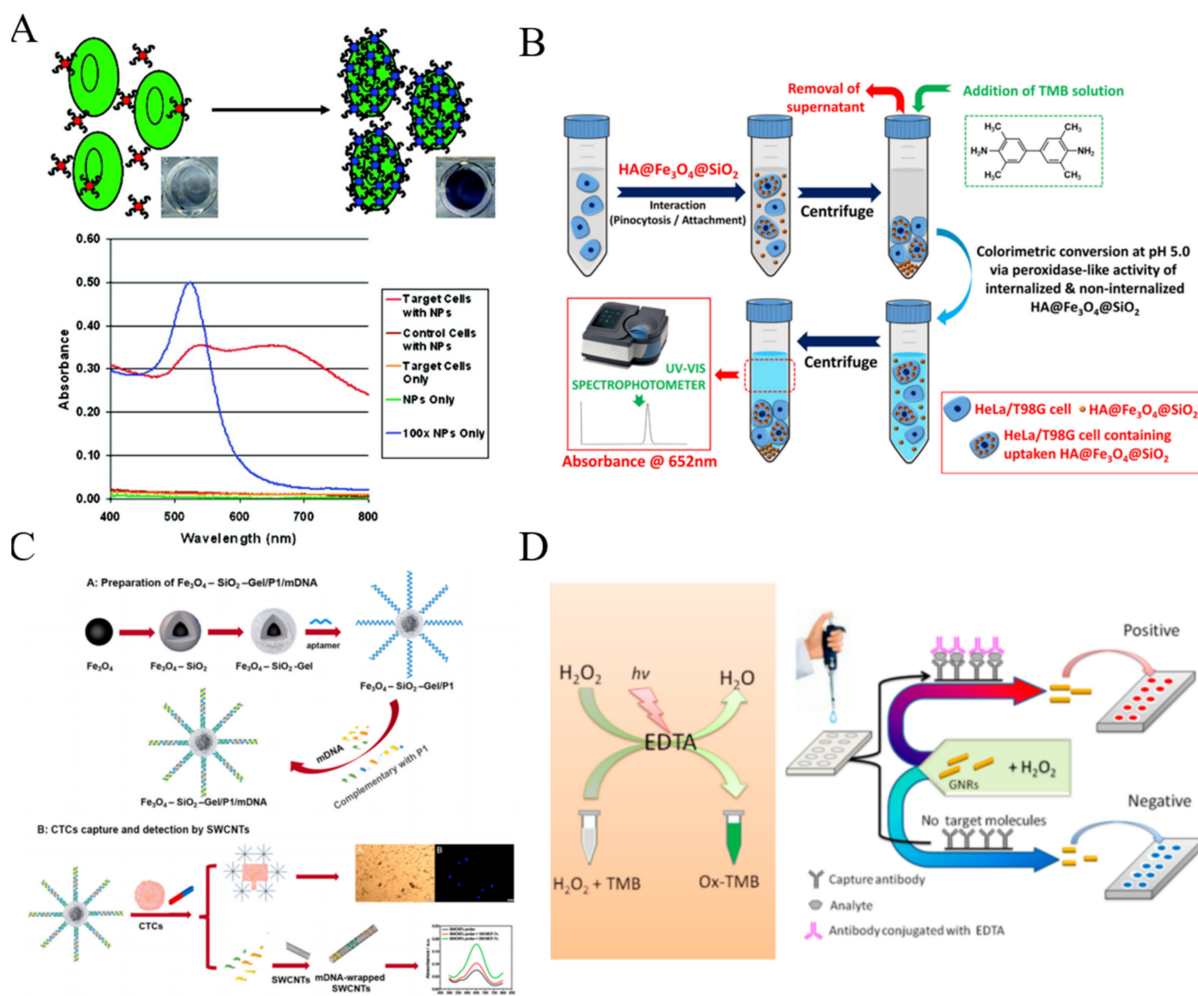 A
0.60
0.50
0.40
0.30
0.20
0.10
0.00
Absorbance
400
500
600
700
800
Wavelength (nm)
Target Cells
with NPs
Control Cells
with NPs
Target Cells
Only
NPs Only
100x NPs Only
B
Removal of
supernatant
Addition of TMB solution
CH₃
H₃C
H₂N
NH₂
H₃C
CH₃
HA@Fe₃O₄@SiO₂
Interaction
(Pinocytosis / Attachment)
Centrifuge
Colorimetric conversion at pH 5.0
via peroxidase-like activity of
internalized & non-internalized
HA@Fe₃O₄@SiO₂
Centrifuge
UV-VIS
SPECTROPHOTOMETER
Absorbance @ 652nm
HeLa/T98G cell
HA@Fe₃O₄@SiO₂
HeLa/T98G cell containing
uptaken HA@Fe₃O₄@SiO₂
C
A: Preparation of Fe₃O₄ – SiO₂ –Gel/P1/mDNA
aptamer
Fe₃O₄
Fe₃O₄ – SiO₂
Fe₃O₄ – SiO₂ -Gel
Fe₃O₄ – SiO₂ –Gel/P1
mDNA
Complementary with P1
Fe₃O₄ – SiO₂ –Gel/P1/mDNA
B: CTCs capture and detection by SWCNTs
A
B
CTCs
SWCNTs
mDNA-wrapped
SWCNTs
D
H₂O₂
hν
H₂O
EDTA
H₂O₂ + TMB
Ox-TMB
Positive
+ H₂O₂
GNRs
No target molecules
Negative
Capture antibody
Analyte
Antibody conjugated with EDTA